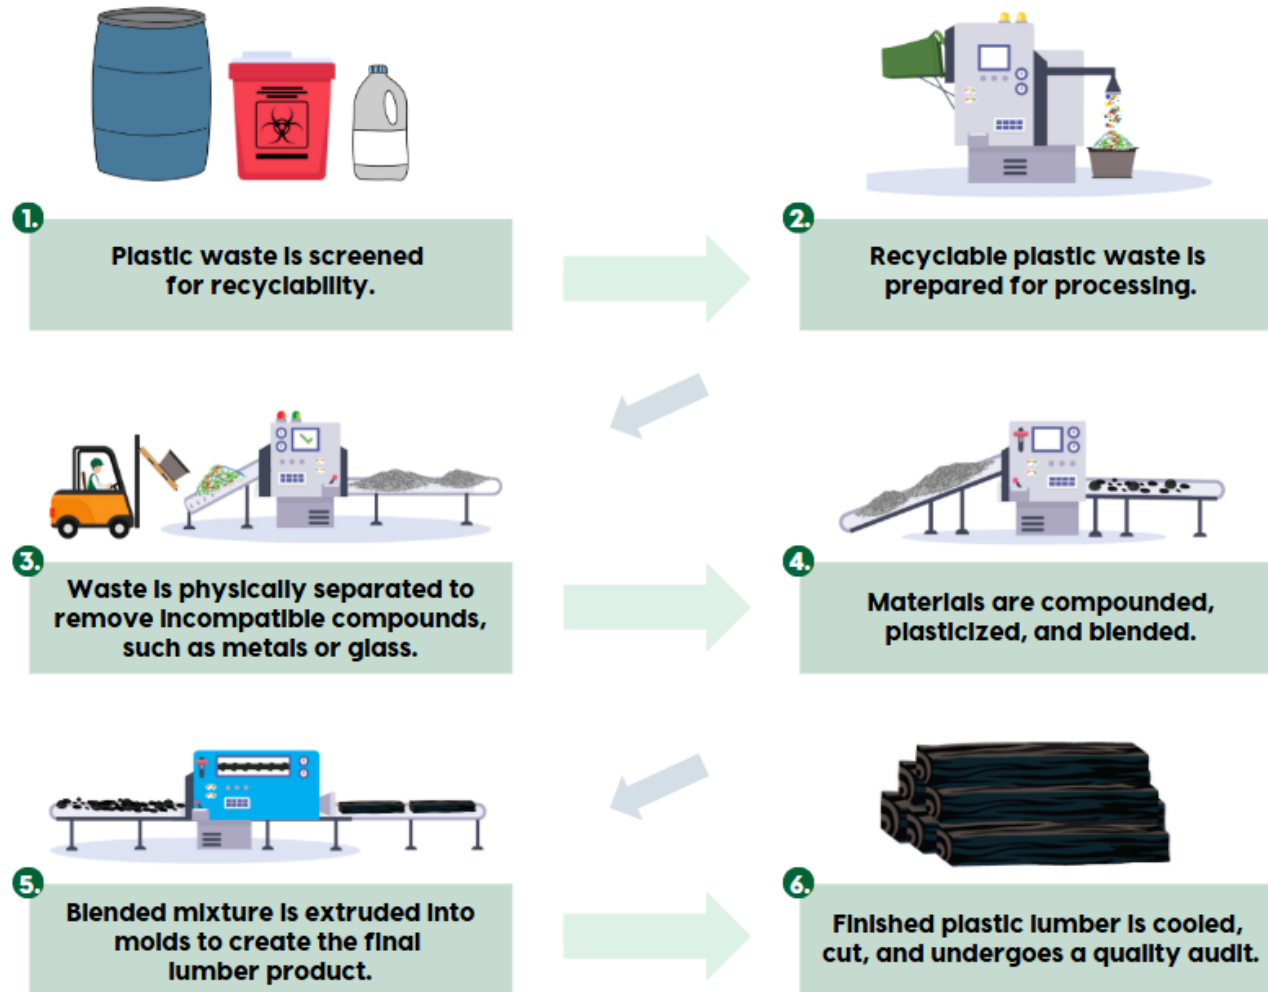 1.
Plastic waste is screened
for recyclability.
2.
Recyclable plastic waste is
prepared for processing.
3.
Waste is physically separated to
remove incompatible compounds,
such as metals or glass.
4.
Materials are compounded,
plasticized, and blended.
5.
Blended mixture is extruded into
molds to create the final
lumber product.
6.
Finished plastic lumber is cooled,
cut, and undergoes a quality audit.